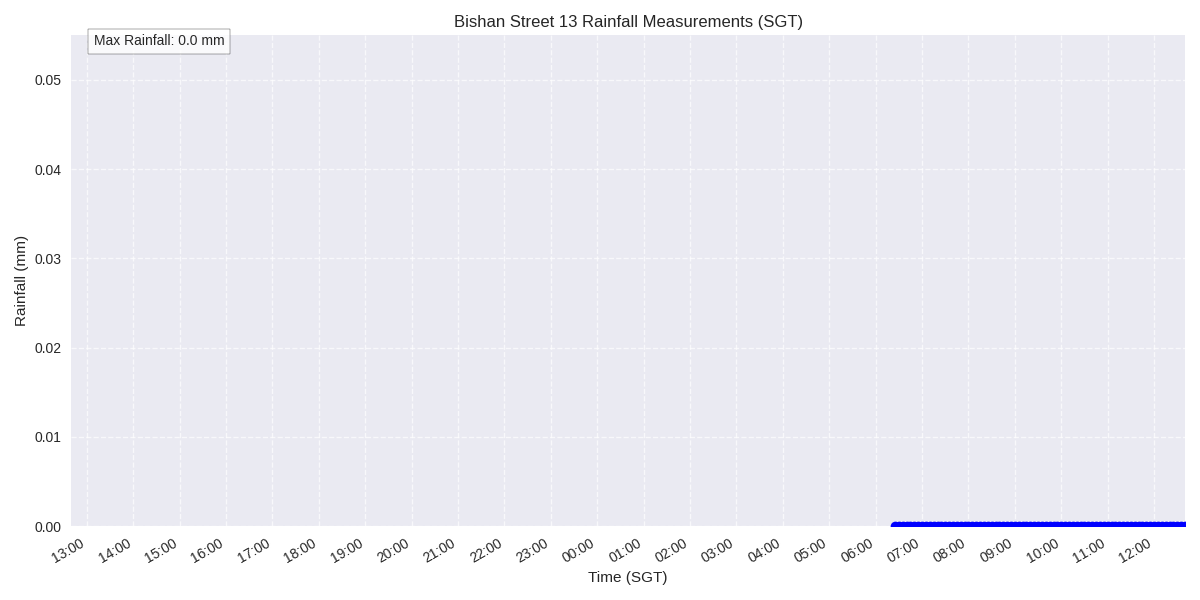 Bishan Street 13 Rainfall Measurements (SGT)
Max Rainfall: 0.0 mm
0.05
0.04
0.03
0.02
0.01
0.00
Rainfall (mm)
13:00 14:00 15:00 16:00 17:00 18:00 19:00 20:00 21:00 22:00 23:00 00:00 01:00 02:00 03:00 04:00 05:00 06:00 07:00 08:00 09:00 10:00 11:00 12:00
Time (SGT)